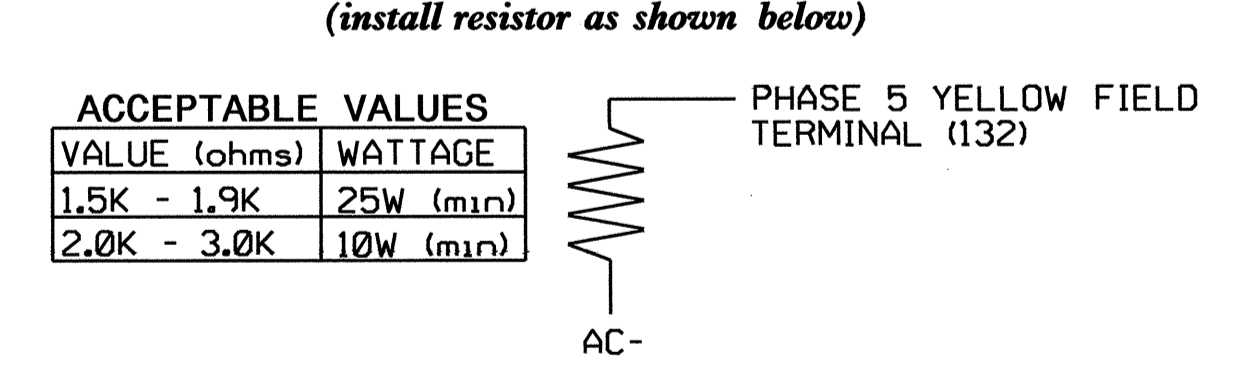 (install resistor as shown below)
ACCEPTABLE VALUES
VALUE (ohms) WATTAGE
1.5K - 1.9K 25W (min)
2.0K - 3.0K 10W (min)
PHASE 5 YELLOW FIELD
TERMINAL (132)
AC-